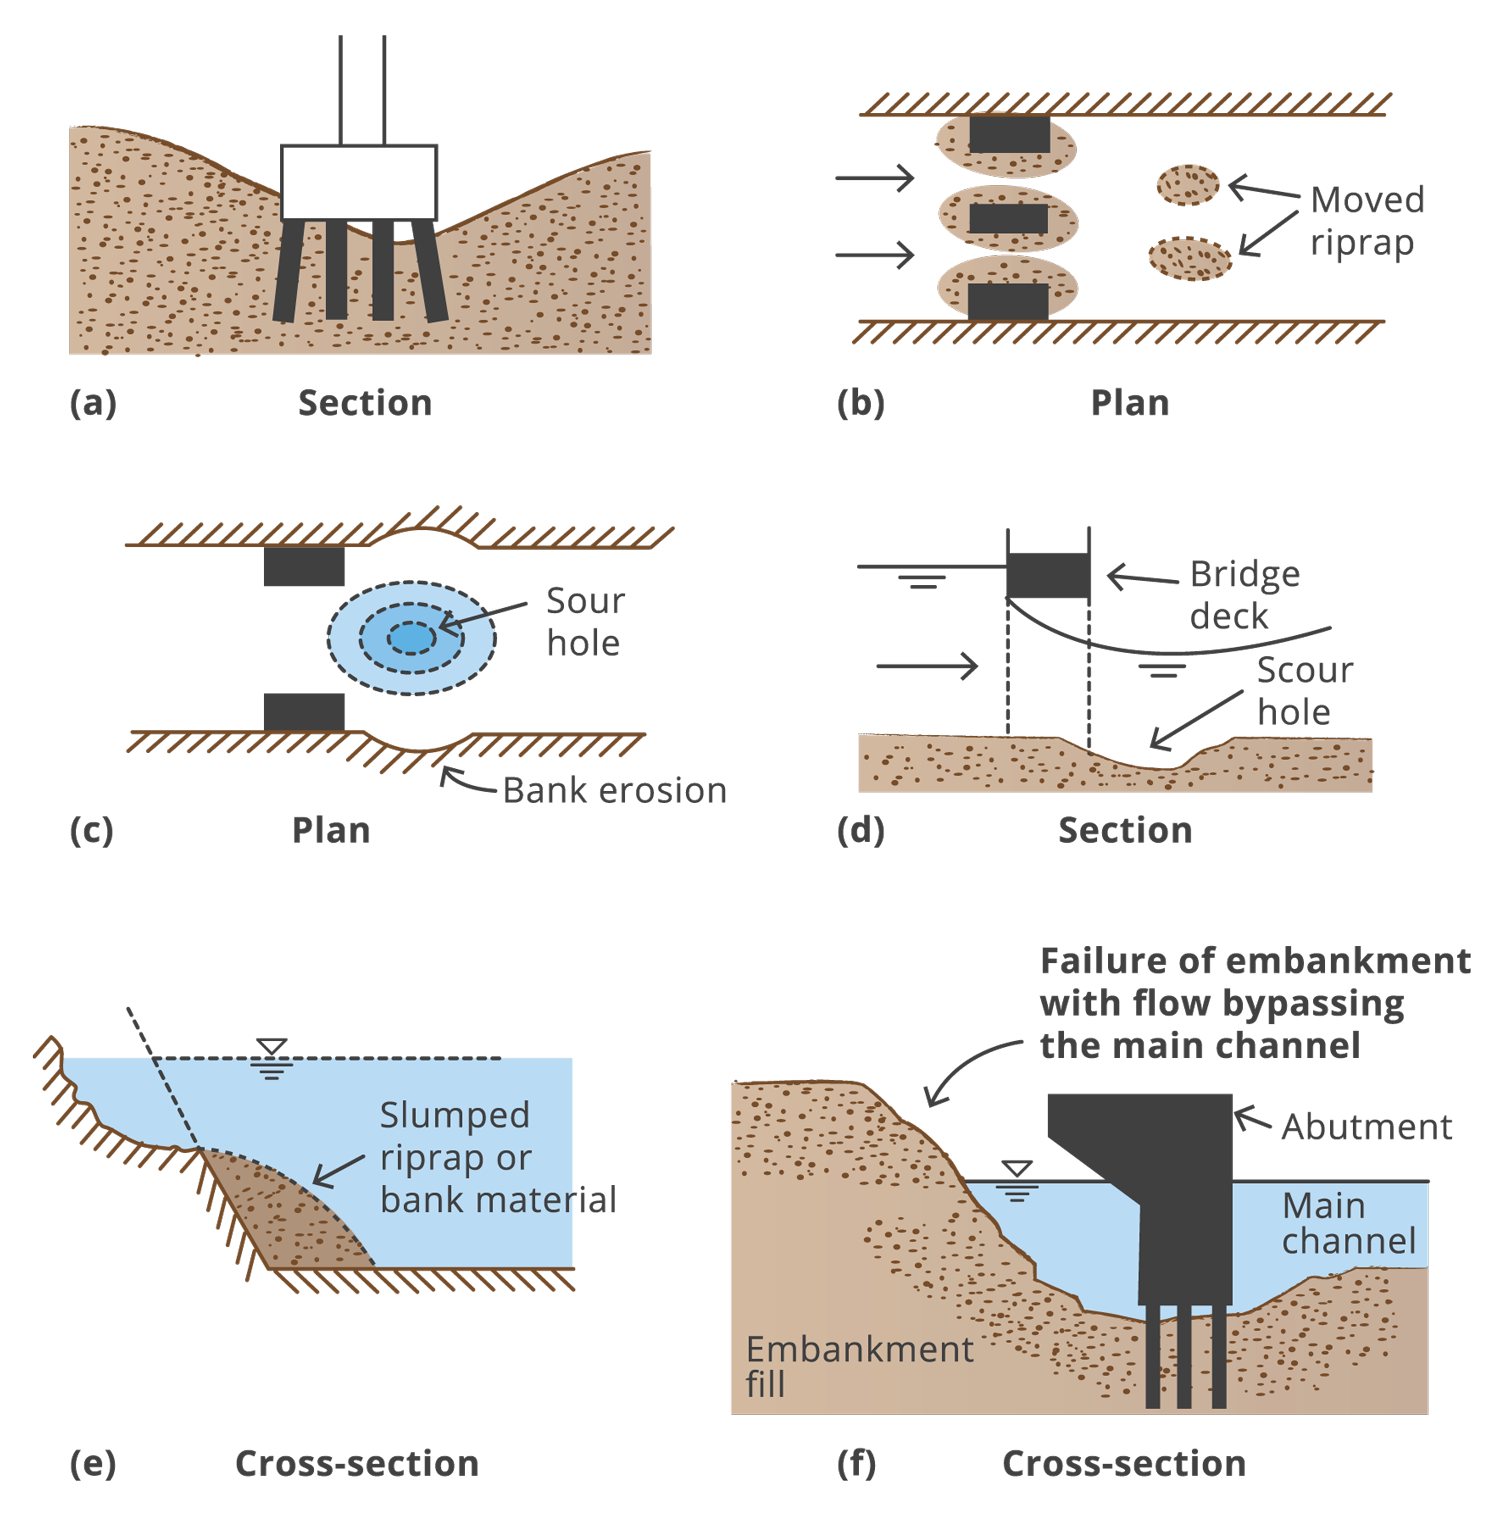 (a) Section
Moved
riprap
(b) Plan
Sour
hole
Bank erosion
(c) Plan
Bridge
deck
Scour
hole
(d) Section
Slumped
riprap or
bank material
(e) Cross-section
Failure of embankment
with flow bypassing
the main channel
Abutment
Main
channel
Embankment
fill
(f) Cross-section